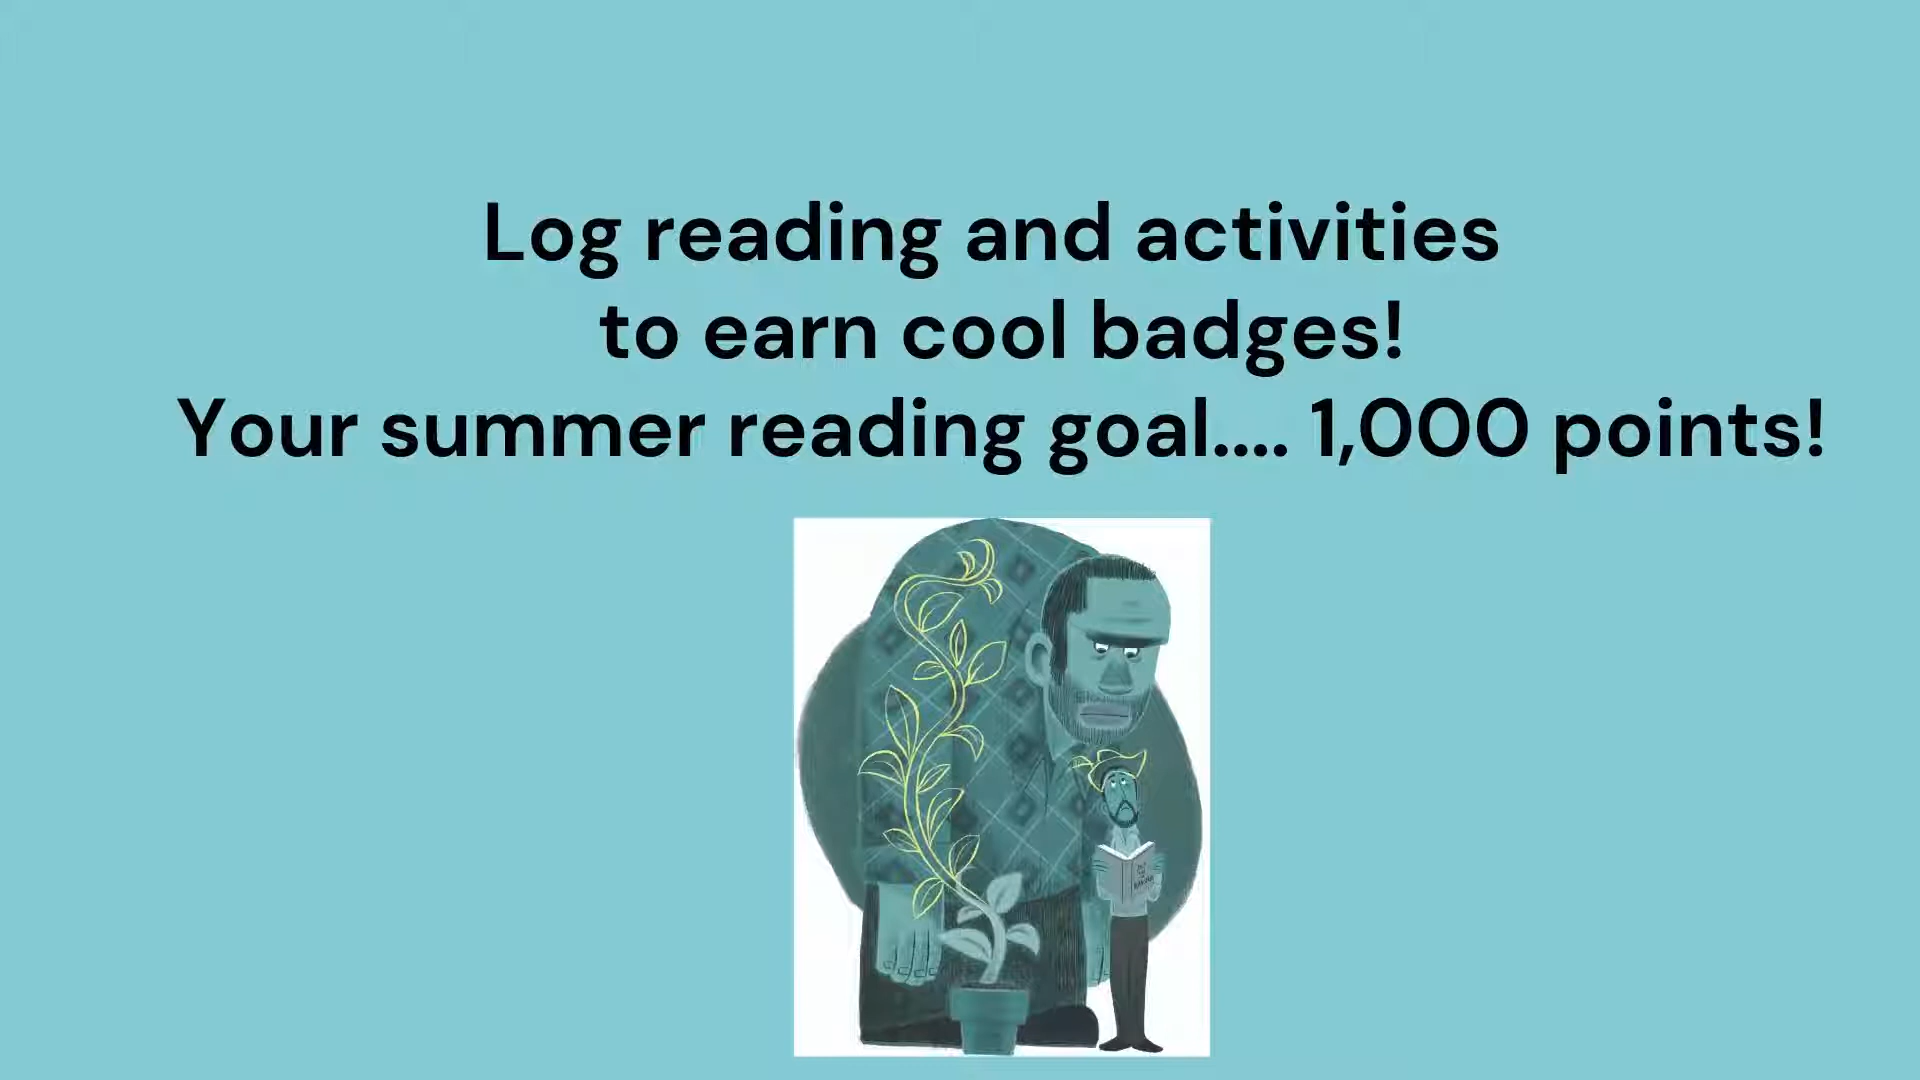 Log reading and activities
to earn cool badges!
Your summer reading goal.... 1,000 points!